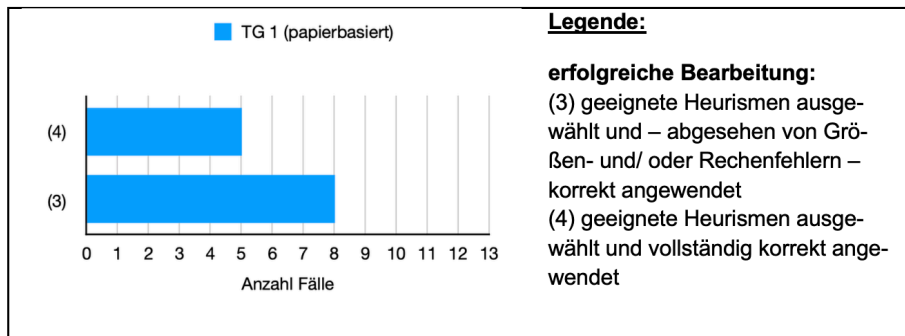 TG 1 (papierbasiert)
(4)
(3)
0 1 2 3 4 5 6 7 8 9 10 11 12 13
Anzahl Fälle
Legende:
erfolgreiche Bearbeitung:
(3) geeignete Heurismen ausge-
wählt und – abgesehen von Grö-
ßen- und/ oder Rechenfehlern –
korrekt angewendet
(4) geeignete Heurismen ausge-
wählt und vollständig korrekt ange-
wendet